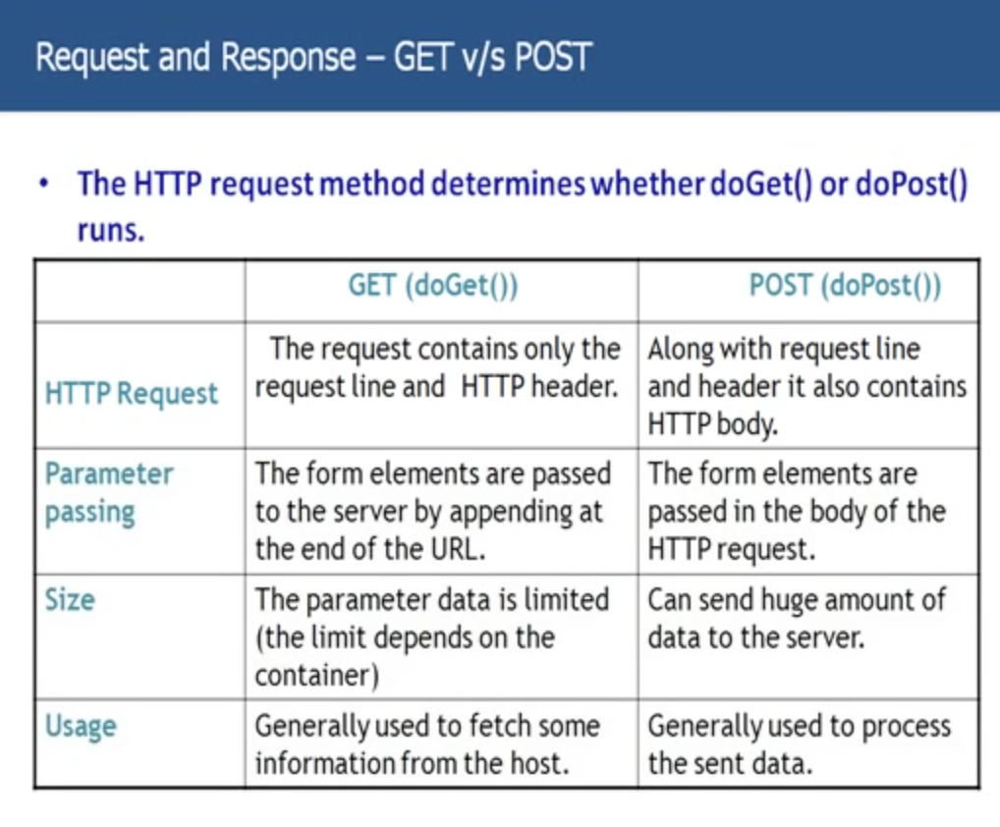 Request and Response – GET v/s POST
• The HTTP request method determines whether doGet() or doPost()
runs.
GET (doGet())
POST (doPost())
HTTP Request
The request contains only the
request line and HTTP header.
Along with request line
and header it also contains
HTTP body.
Parameter
passing
The form elements are passed
to the server by appending at
the end of the URL.
The form elements are
passed in the body of the
HTTP request.
Size
The parameter data is limited
(the limit depends on the
container)
Can send huge amount of
data to the server.
Usage
Generally used to fetch some
information from the host.
Generally used to process
the sent data.